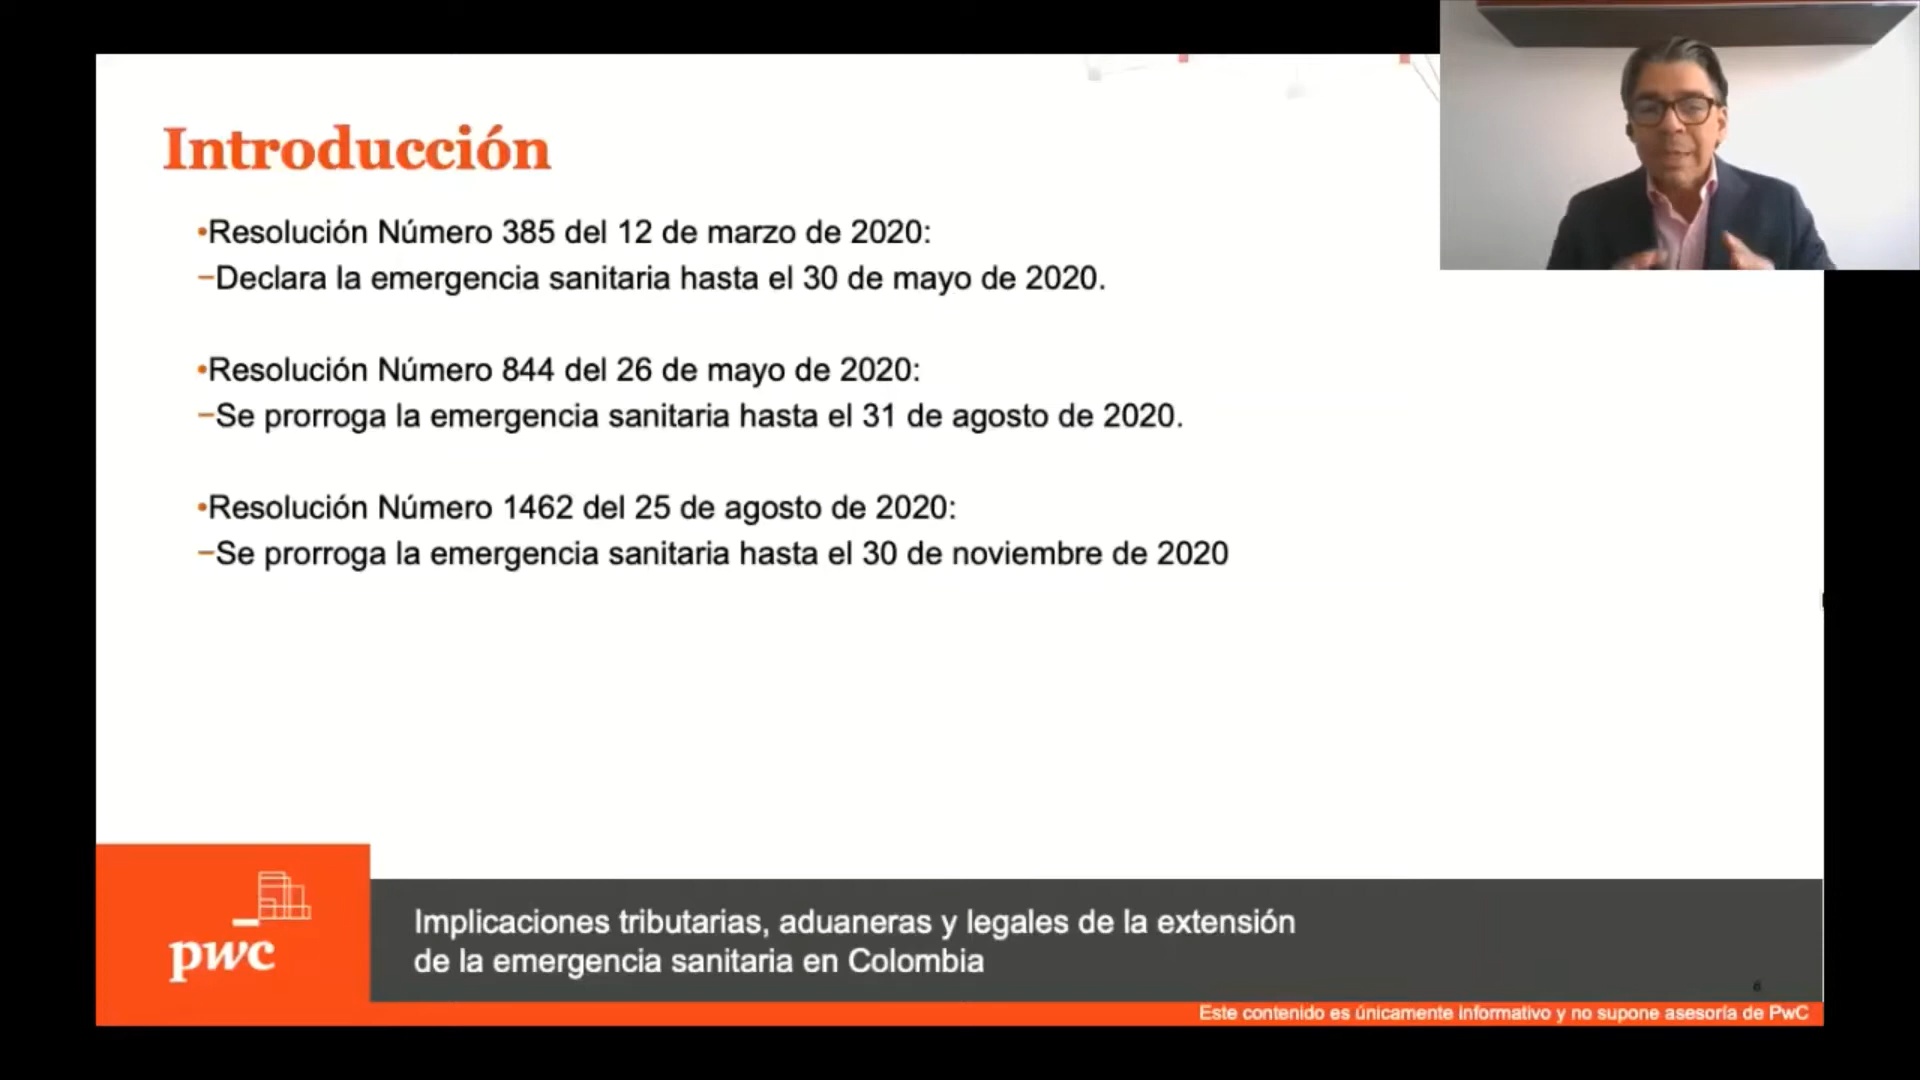 Introducción
•Resolución Número 385 del 12 de marzo de 2020:
–Declara la emergencia sanitaria hasta el 30 de mayo de 2020.
•Resolución Número 844 del 26 de mayo de 2020:
–Se prorroga la emergencia sanitaria hasta el 31 de agosto de 2020.
•Resolución Número 1462 del 25 de agosto de 2020:
–Se prorroga la emergencia sanitaria hasta el 30 de noviembre de 2020
pwc
Implicaciones tributarias, aduaneras y legales de la extensión
de la emergencia sanitaria en Colombia
6
Este contenido es únicamente informativo y no supone asesoría de PwC